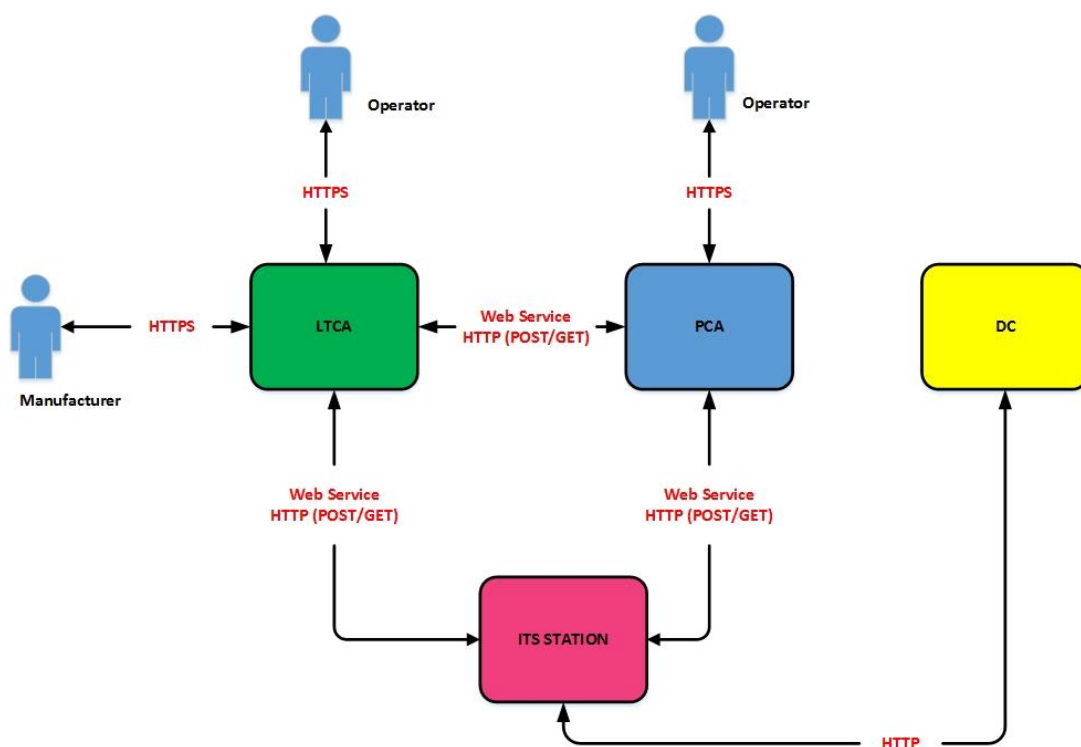 Operator
Operator
HTTPS
HTTPS
HTTPS
LTCA
Web Service
HTTP (POST/GET)
PCA
DC
Manufacturer
Web Service
HTTP (POST/GET)
Web Service
HTTP (POST/GET)
ITS STATION
HTTP